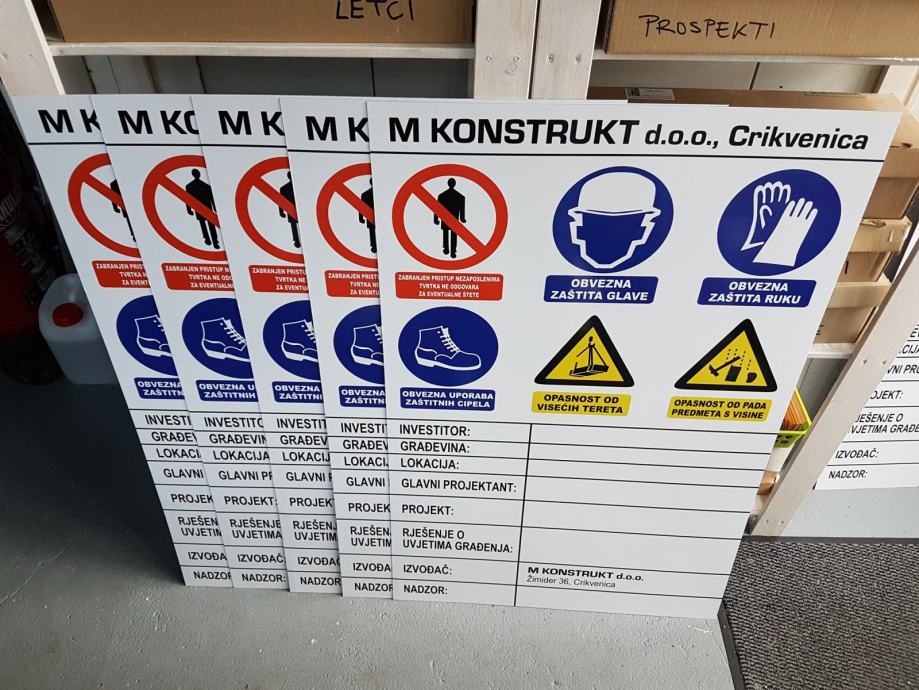 LETCI
PROSPEKTI
M K
M KO
M K
M K
M KONSTRUKT d.o.o., Crikvenica
ZABRANJEN PRISTUP NEZAPOSLENIMA
TVRTKA NE ODGOVARA
ZA EVENTUALNE ŠTETE
OBVEZNA
ZAŠTITA GLAVE
OBVEZNA
ZAŠTITA RUKU
OBVEZNA UPORABA
ZAŠTITNIH CIPELA
OPASNOST OD
VISEĆIH TERETA
OPASNOST OD PADA
PREDMETA S VISINE
INVESTITOR:
GRAĐEVINA:
LOKACIJA:
GLAVNI PROJEKTANT:
PROJEKT:
RJEŠENJE O
UVJETIMA GRAĐENJA:
IZVOĐAČ:
M KONSTRUKT d.o.o.
Žimider 36, Crikvenica
NADZOR: